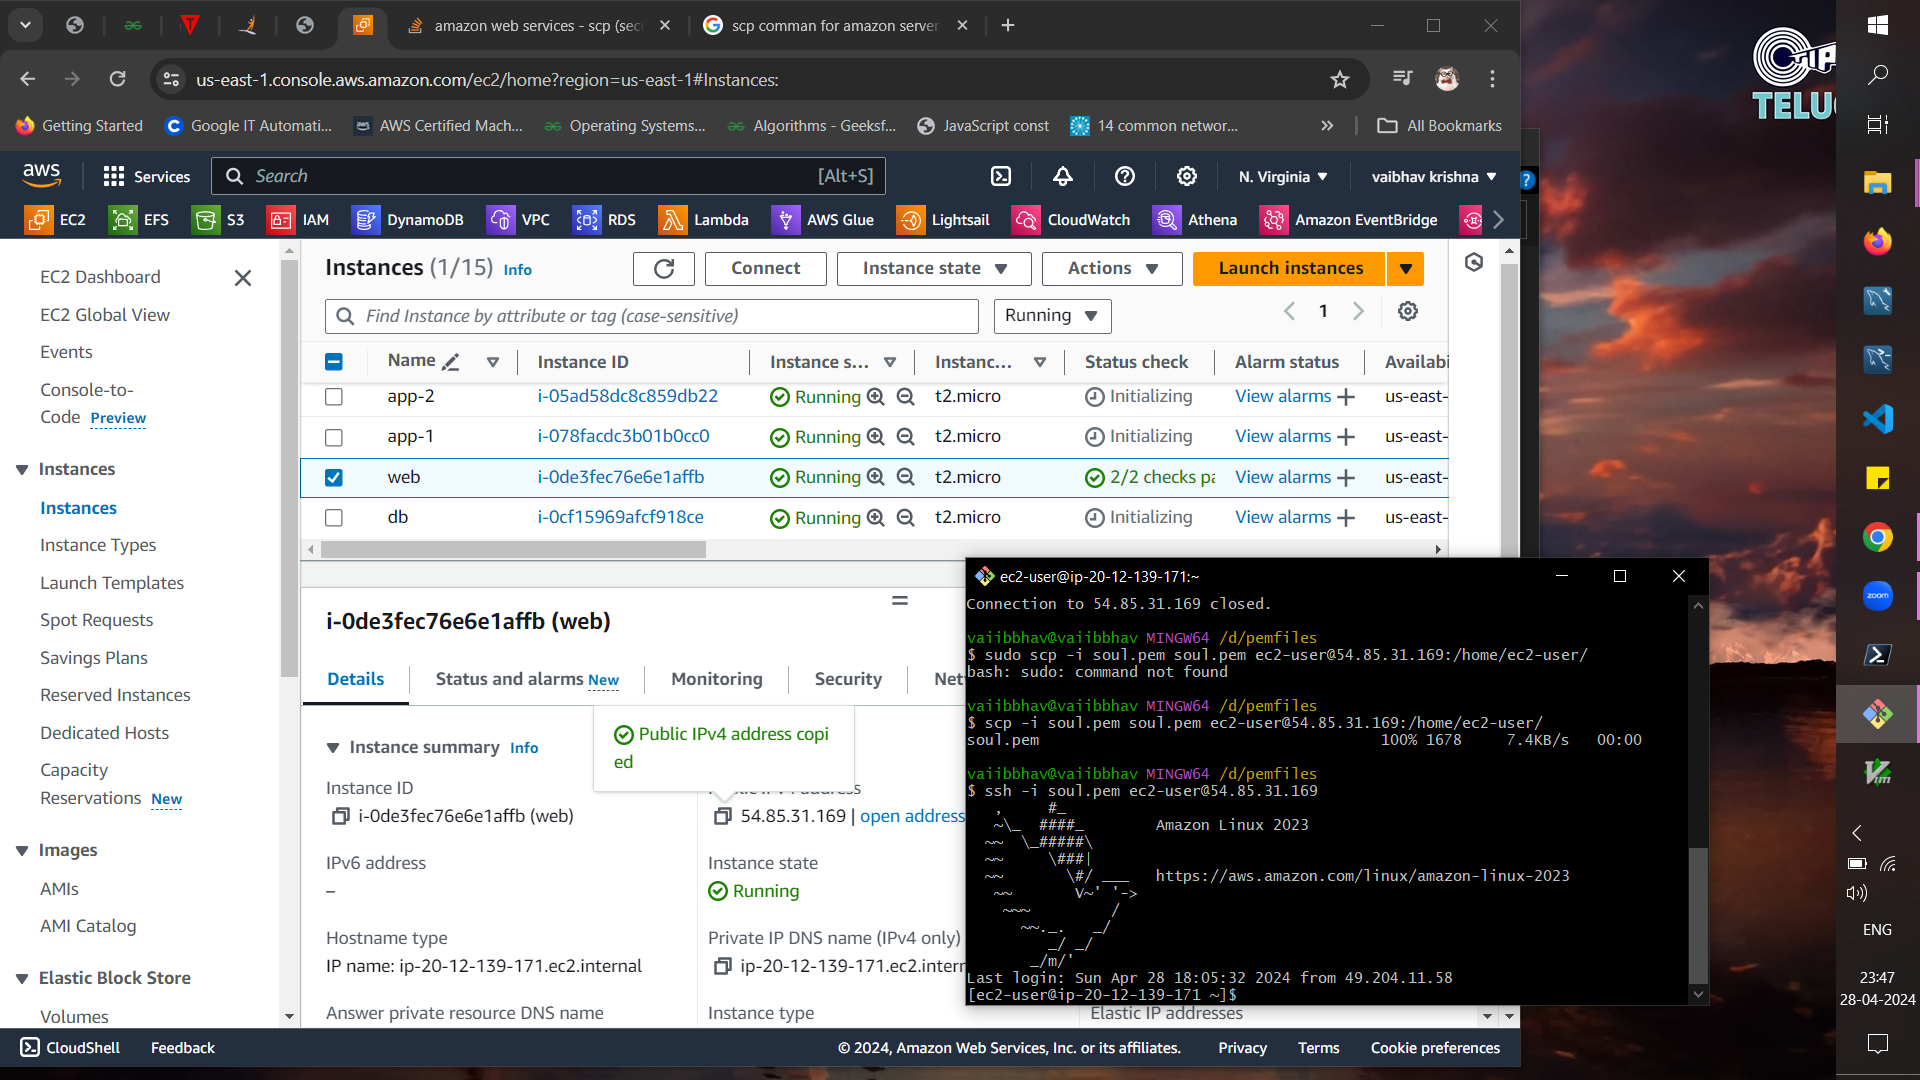 amazon web services - scp (sec
scp comman for amazon server
us-east-1.console.aws.amazon.com/ec2/home?region=us-east-1#Instances:
Getting Started
Google IT Automati...
AWS Certified Mach...
Operating Systems...
Algorithms - Geeksf...
JavaScript const
14 common networ...
All Bookmarks
aws
Services
Search
[Alt+S]
N. Virginia
vaibhav krishna
EC2
EFS
S3
IAM
DynamoDB
VPC
RDS
Lambda
AWS Glue
Lightsail
CloudWatch
Athena
Amazon EventBridge
EC2 Dashboard
EC2 Global View
Events
Console-to-
Code Preview
Instances
Instances
Instance Types
Launch Templates
Spot Requests
Savings Plans
Reserved Instances
Dedicated Hosts
Capacity
Reservations New
Images
AMIs
AMI Catalog
Elastic Block Store
Volumes
Instances (1/15) Info
Connect
Instance state
Actions
Launch instances
Find Instance by attribute or tag (case-sensitive)
Running
1
Name
Instance ID
Instance s...
Instanc...
Status check
Alarm status
Availabi
app-2 i-05ad58dc8c859db22 Running t2.micro Initializing View alarms + us-east-
app-1 i-078facdc3b01b0cc0 Running t2.micro Initializing View alarms + us-east-
web i-0de3fec76e6e1affb Running t2.micro 2/2 checks pa View alarms + us-east-
db i-0cf15969afcf918ce Running t2.micro Initializing View alarms + us-east-
i-0de3fec76e6e1affb (web)
Details
Status and alarms New
Monitoring
Security
Net
Public IPv4 address copi
ed
Instance summary Info
Instance ID
i-0de3fec76e6e1affb (web)
54.85.31.169 | open address
IPv6 address
–
Instance state
Running
Hostname type
IP name: ip-20-12-139-171.ec2.internal
Private IP DNS name (IPv4 only)
ip-20-12-139-171.ec2.intern
Answer private resource DNS name
Instance type
Elastic IP addresses
ec2-user@ip-20-12-139-171:~
Connection to 54.85.31.169 closed.
vaiibbhav@vaiibbhav MINGW64 /d/pemfiles
$ sudo scp -i soul.pem soul.pem ec2-user@54.85.31.169:/home/ec2-user/
bash: sudo: command not found
vaiibbhav@vaiibbhav MINGW64 /d/pemfiles
$ scp -i soul.pem soul.pem ec2-user@54.85.31.169:/home/ec2-user/
soul.pem 100% 1678 7.4KB/s 00:00
vaiibbhav@vaiibbhav MINGW64 /d/pemfiles
$ ssh -i soul.pem ec2-user@54.85.31.169
   ,     #_
   ~\_  ####_        Amazon Linux 2023
  ~~  \_#####\
  ~~     \###|
  ~~       \#/ ___   https://aws.amazon.com/linux/amazon-linux-2023
   ~~       V~' '->
    ~~~         /
      ~~._.   _/
         _/ _/
       _/m/'
Last login: Sun Apr 28 18:05:32 2024 from 49.204.11.58
[ec2-user@ip-20-12-139-171 ~]$
CloudShell
Feedback
© 2024, Amazon Web Services, Inc. or its affiliates.
Privacy
Terms
Cookie preferences
zoom
ENG
23:47
28-04-2024